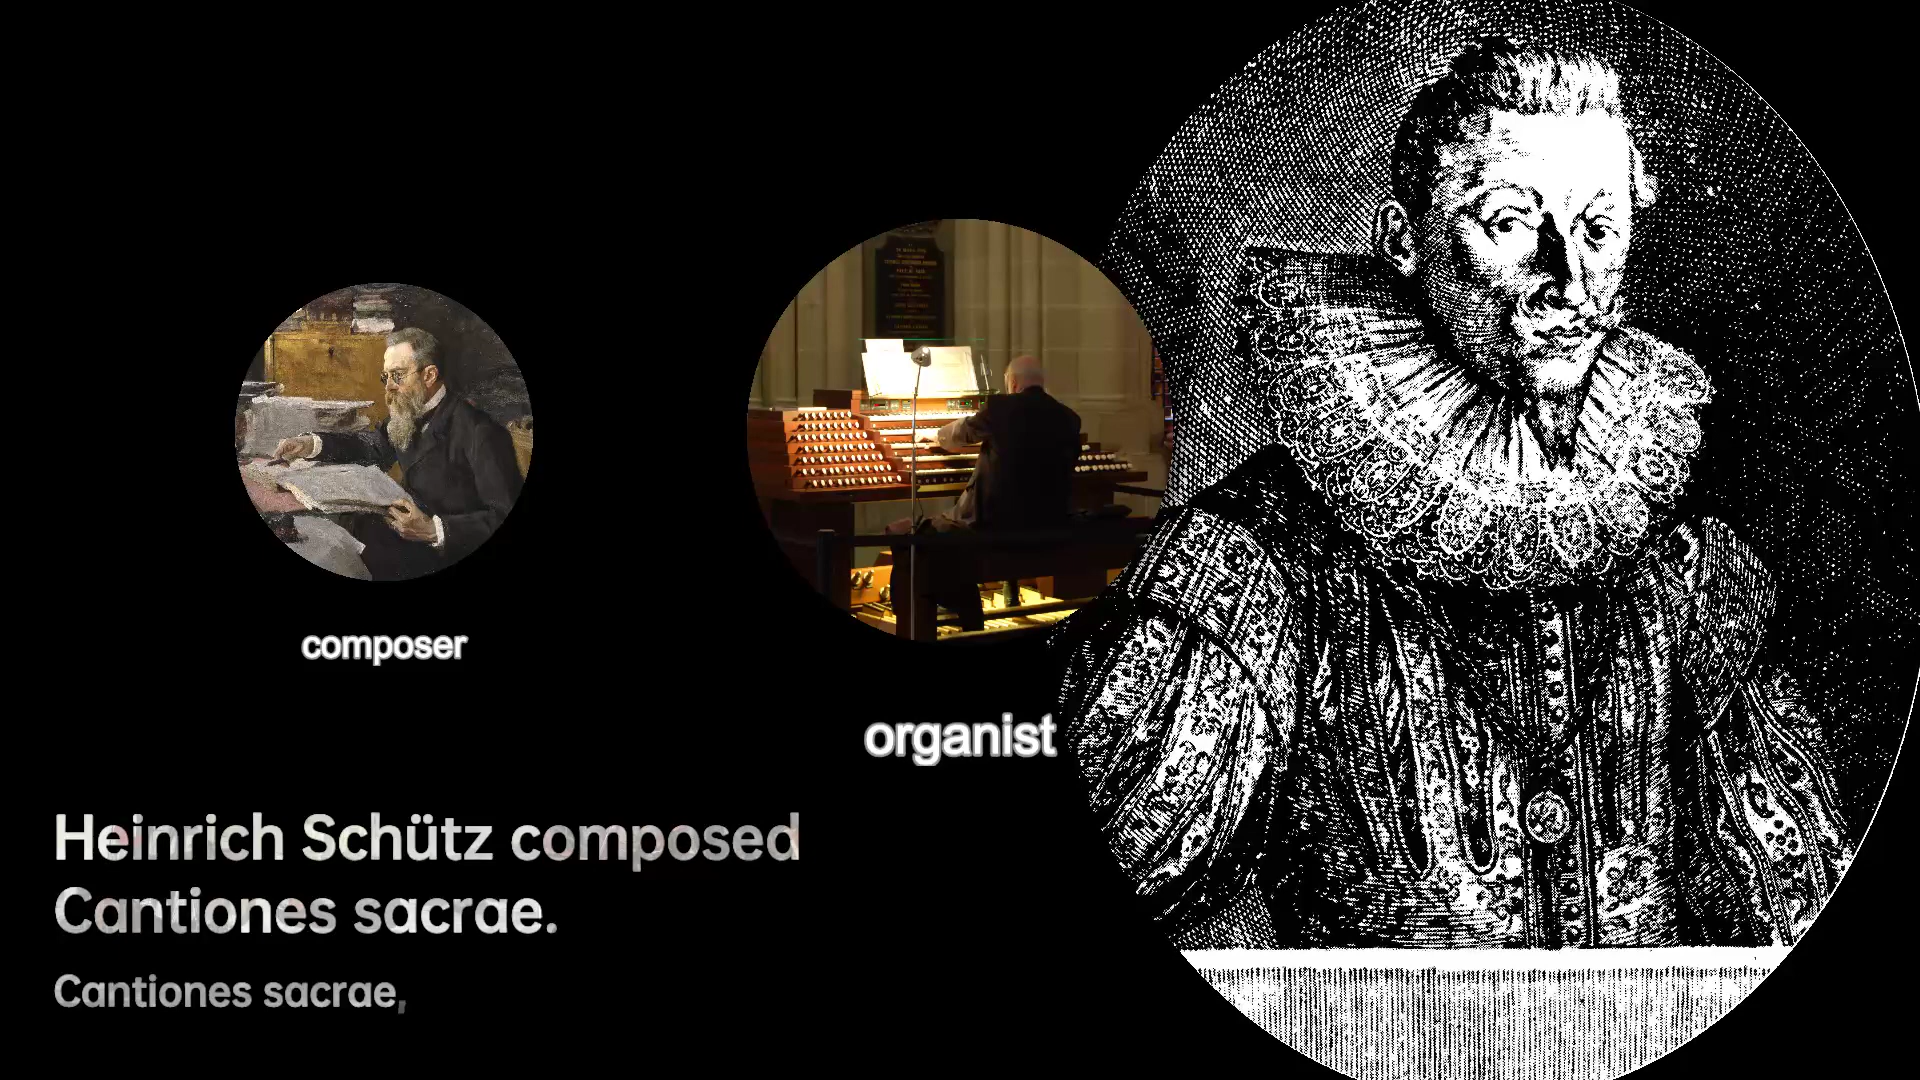 composer
organist
Heinrich Schütz composed
Cantiones sacrae.
Cantiones sacrae,